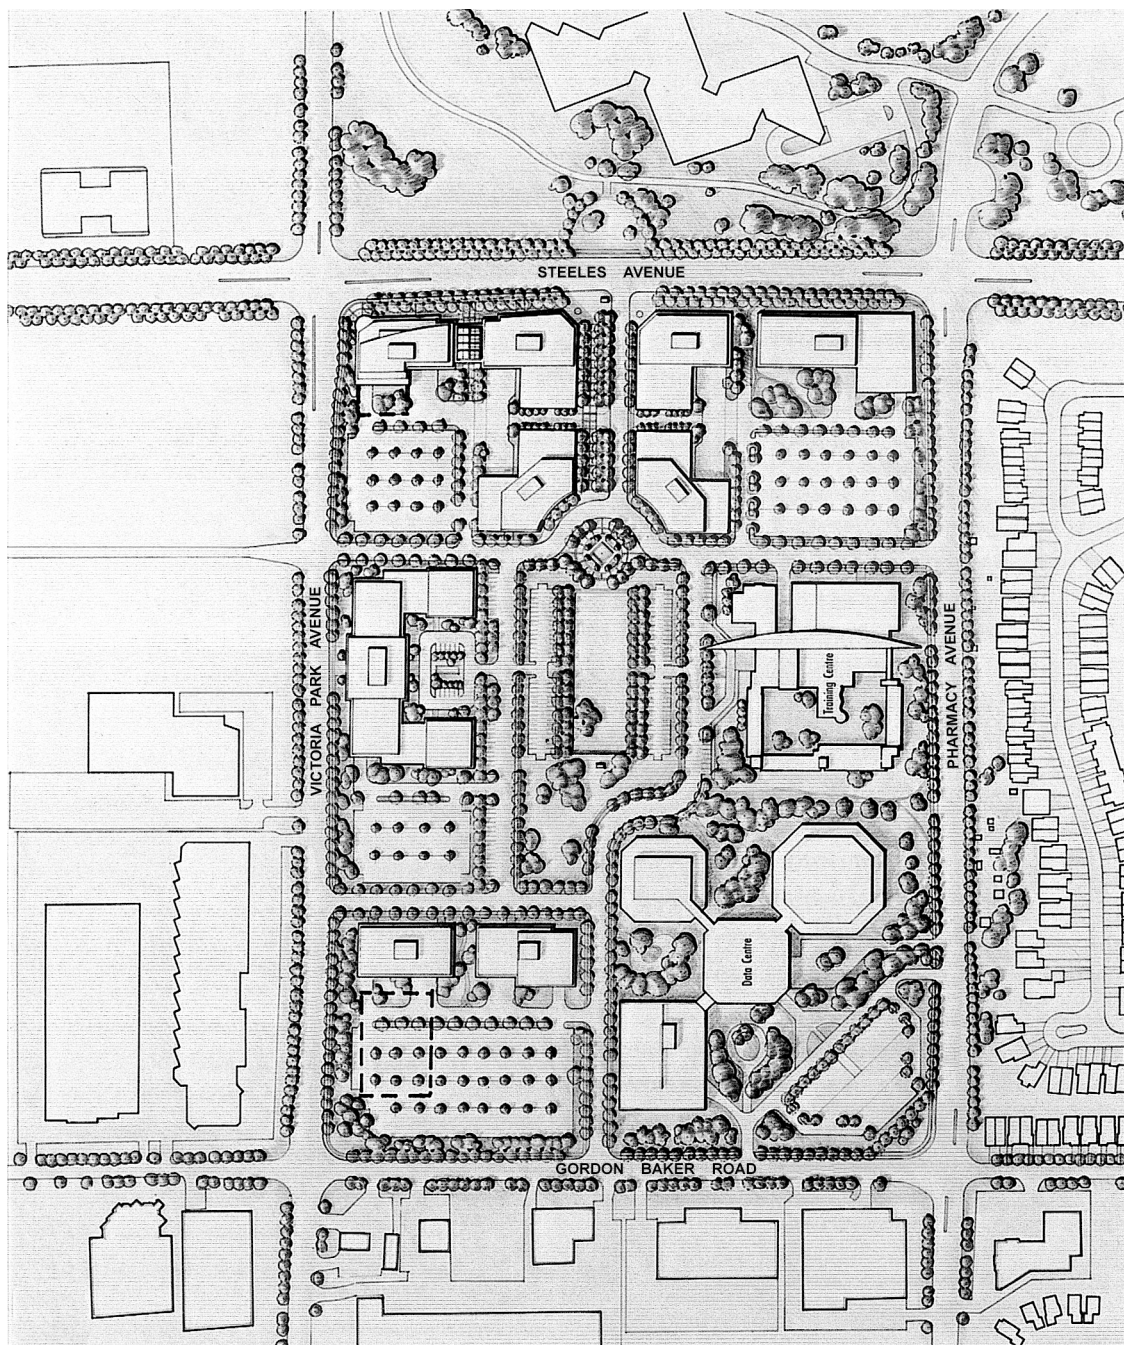 STEELES AVENUE
VICTORIA PARK AVENUE
PHARMACY AVENUE
Training Centre
Data Centre
GORDON BAKER ROAD